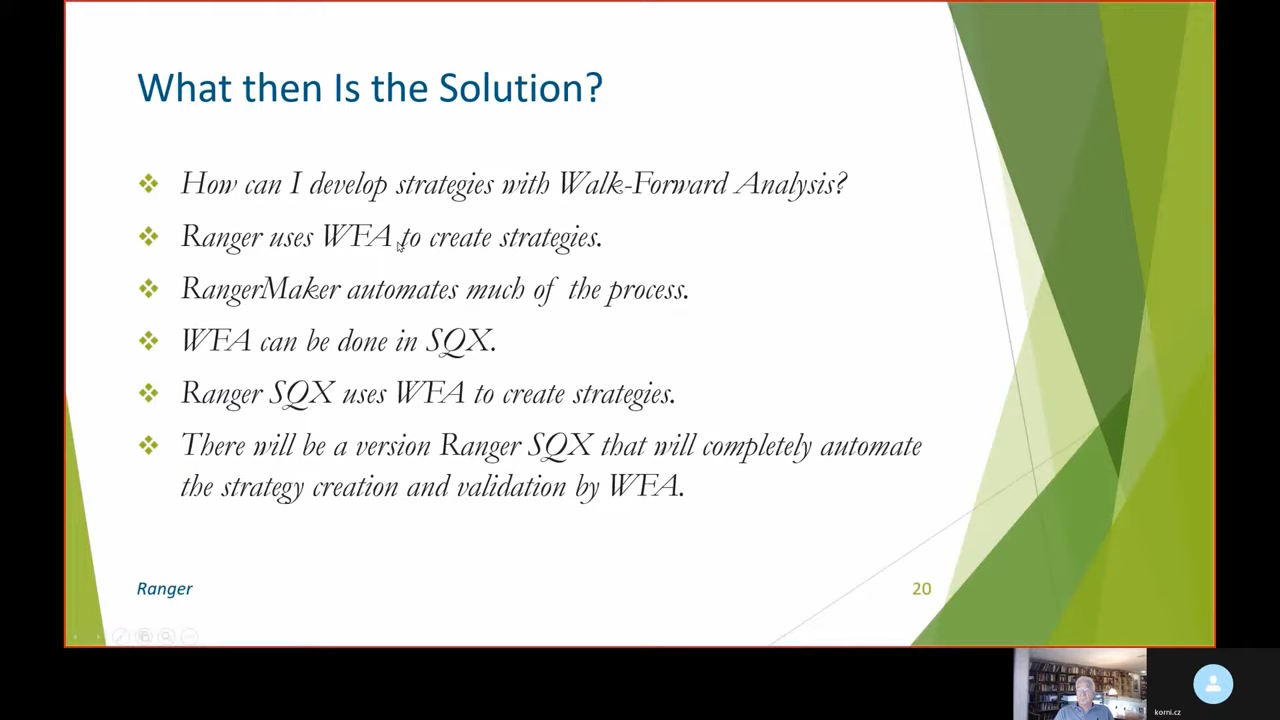 What then Is the Solution?
How can I develop strategies with Walk-Forward Analysis?
Ranger uses WFA to create strategies.
RangerMaker automates much of the process.
WFA can be done in SQX.
Ranger SQX uses WFA to create strategies.
There will be a version Ranger SQX that will completely automate
the strategy creation and validation by WFA.
Ranger
20
korni.cz